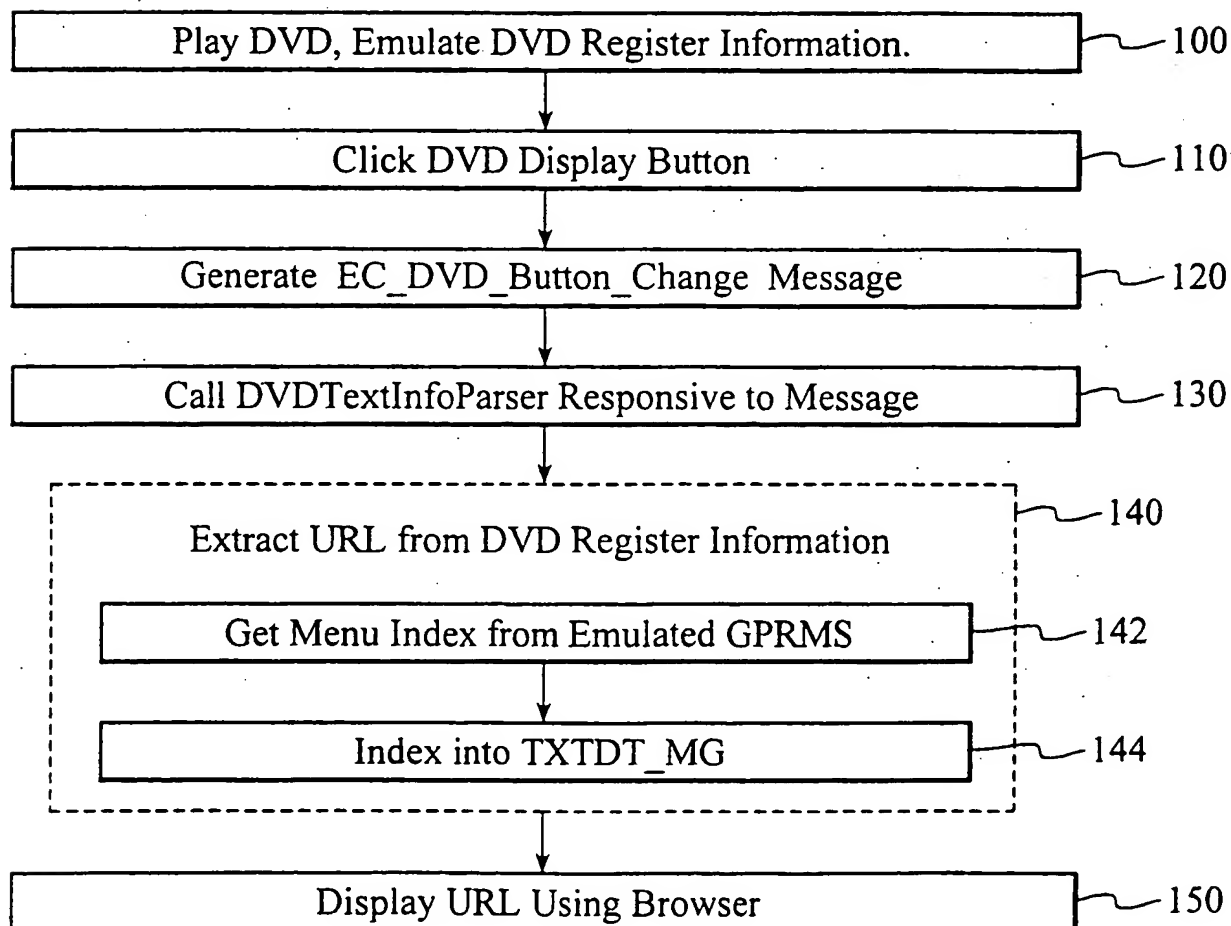 Play DVD, Emulate DVD Register Information. 100
Click DVD Display Button 110
Generate EC_DVD_Button_Change Message 120
Call DVDTextInfoParser Responsive to Message 130
140
Extract URL from DVD Register Information
Get Menu Index from Emulated GPRMS 142
Index into TXTDT_MG 144
Display URL Using Browser 150